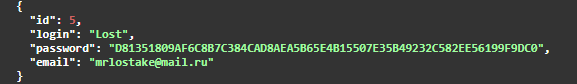 {
"id": 5,
"login": "Lost",
"password": "D81351809AF6C8B7C384CAD8AEA5B65E4B15507E35B49232C582EE56199F9DC0",
"email": "mrlostake@mail.ru"
}